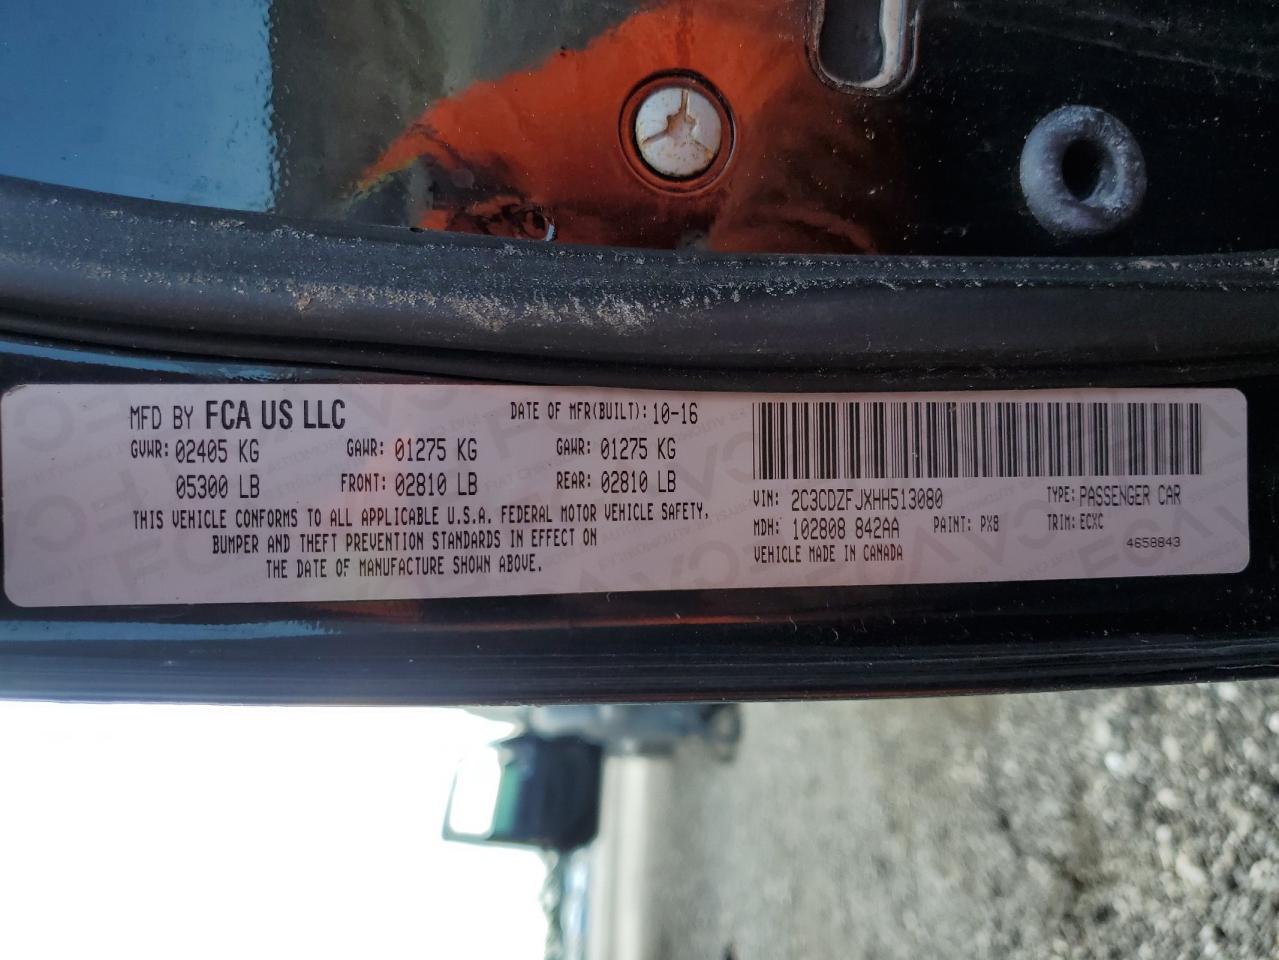 MFD BY FCA US LLC DATE OF MFR(BUILT): 10-16
GVWR: 02405 KG GAWR: 01275 KG GAWR: 01275 KG
05300 LB FRONT: 02810 LB REAR: 02810 LB
THIS VEHICLE CONFORMS TO ALL APPLICABLE U.S.A. FEDERAL MOTOR VEHICLE SAFETY,
BUMPER AND THEFT PREVENTION STANDARDS IN EFFECT ON
THE DATE OF MANUFACTURE SHOWN ABOVE.
VIN: 2C3CDZFJXHH513080 TYPE: PASSENGER CAR
MDH: 102808 842AA PAINT: PX8 TRIM: ECXC
VEHICLE MADE IN CANADA 4658843